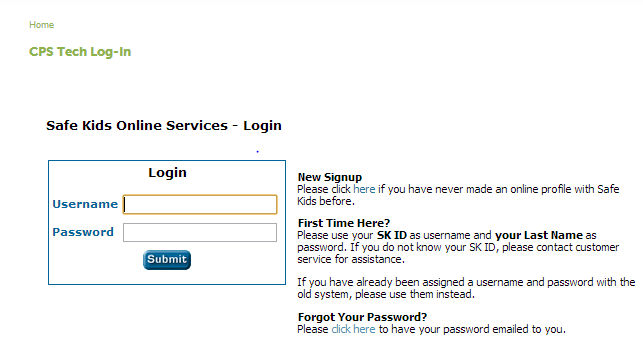 Home
CPS Tech Log-In
Safe Kids Online Services - Login
Login
Username
Password
Submit
New Signup
Please click here if you have never made an online profile with Safe
Kids before.
First Time Here?
Please use your SK ID as username and your Last Name as
password. If you do not know your SK ID, please contact customer
service for assistance.
If you have already been assigned a username and password with the
old system, please use them instead.
Forgot Your Password?
Please click here to have your password emailed to you.